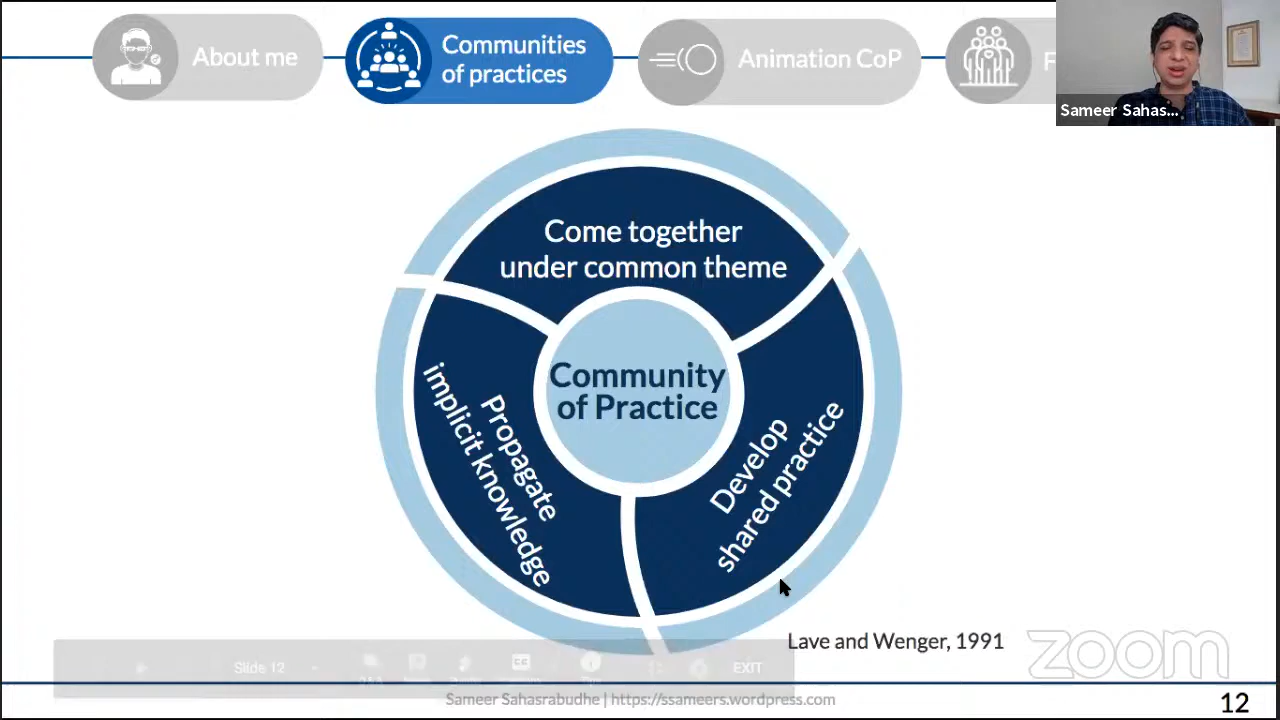 About me
Communities
of practices
Animation CoP
F
Sameer Sahas...
Come together
under common theme
Community
of Practice
Propagate
implicit knowledge
Develop
shared practice
Lave and Wenger, 1991
zoom
Slide 12
CC
EXIT
Sameer Sahasrabudhe | https://ssameers.wordpress.com
12